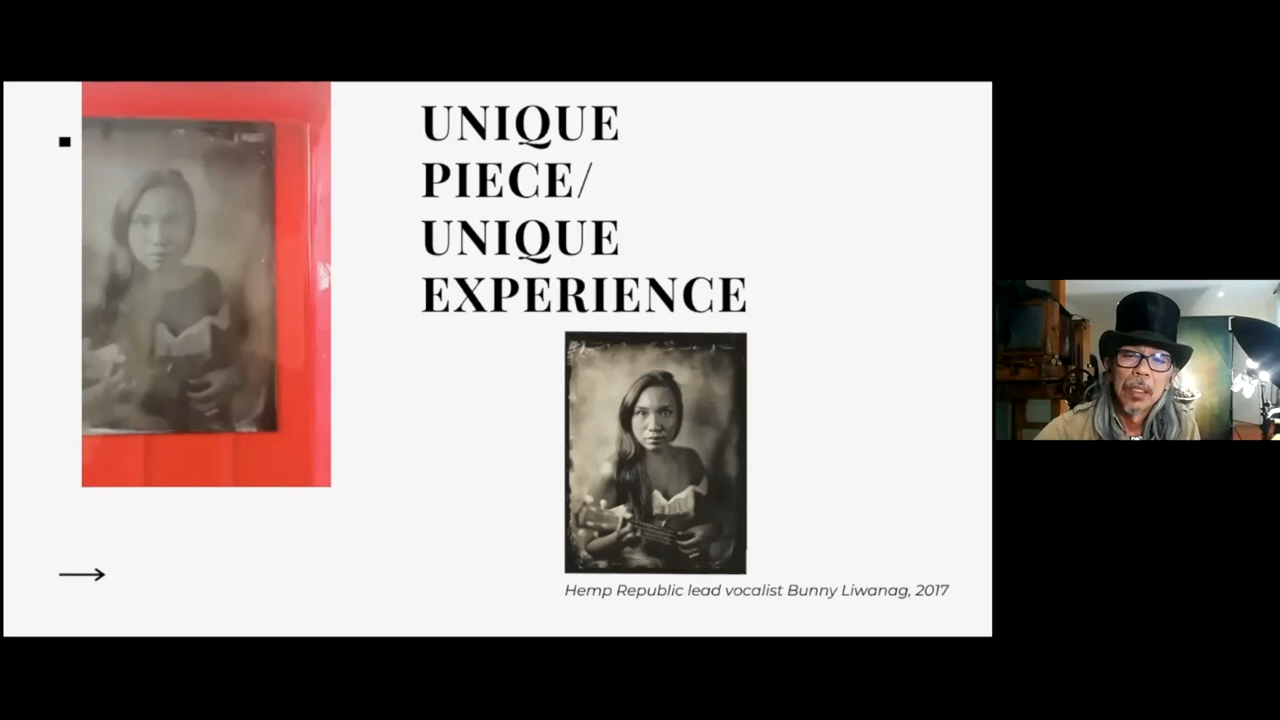 UNIQUE
PIECE/
UNIQUE
EXPERIENCE
Hemp Republic lead vocalist Bunny Liwanag, 2017